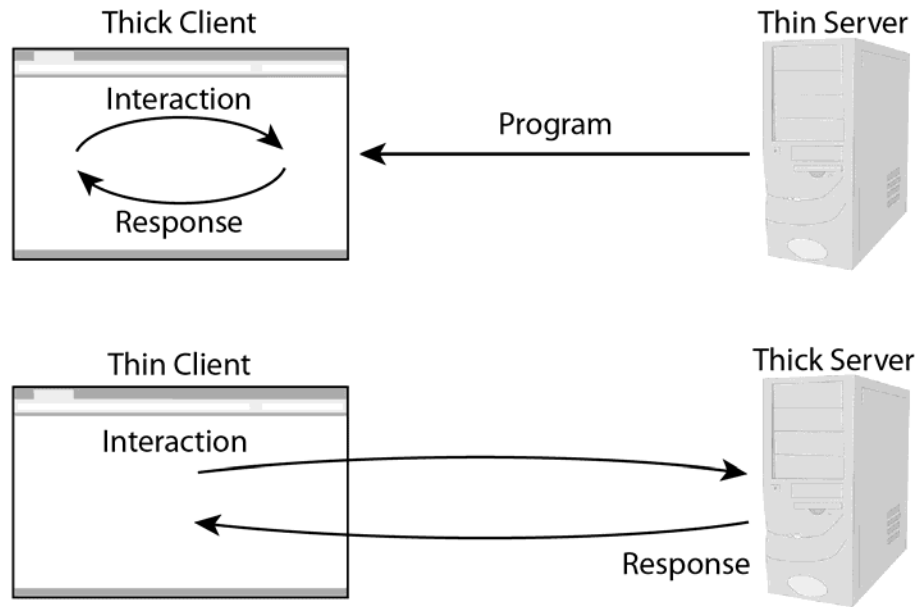 Thick Client
Thin Server
Interaction
Program
Response
Thin Client
Thick Server
Interaction
Response